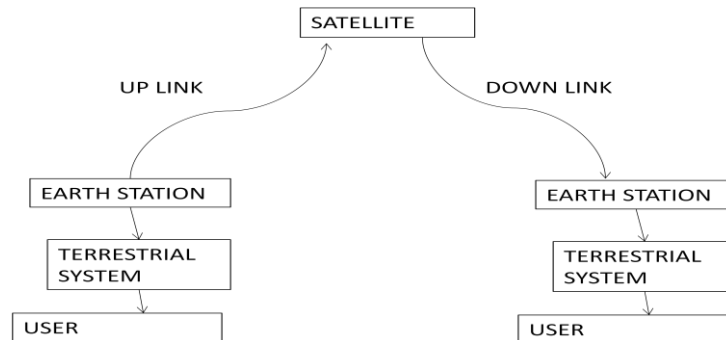 SATELLITE
UP LINK
DOWN LINK
EARTH STATION
EARTH STATION
TERRESTRIAL
SYSTEM
TERRESTRIAL
SYSTEM
USER
USER